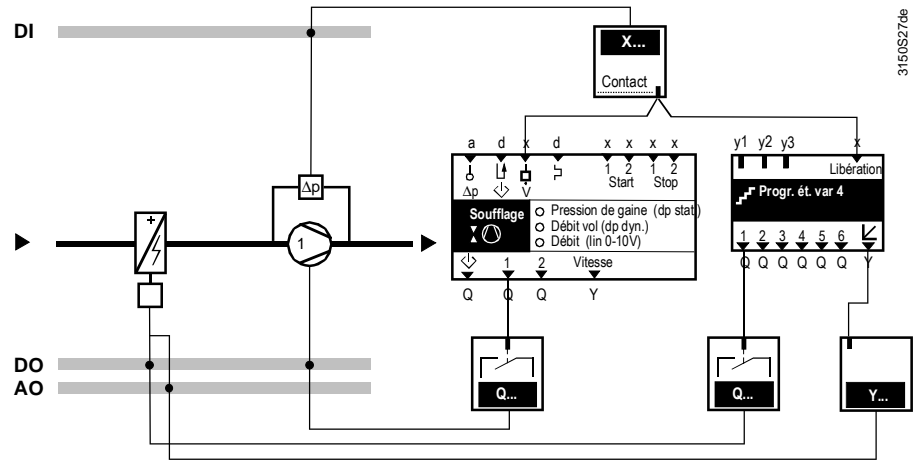 DI
X...
Contact
3150S27de
a d x d x x x x
Δp V 1 2 1 2
Start Stop
y1 y2 y3 x
Libération
Progr. ét. var 4
Δp
Soufflage
Pression de gaine (dp stat)
Débit vol (dp dyn.)
Débit (lin 0-10V)
1
1 2 Vitesse
Q Q Q Y
1 2 3 4 5 6
Q Q Q Q Q Q Y
DO
AO
Q...
Q...
Y...